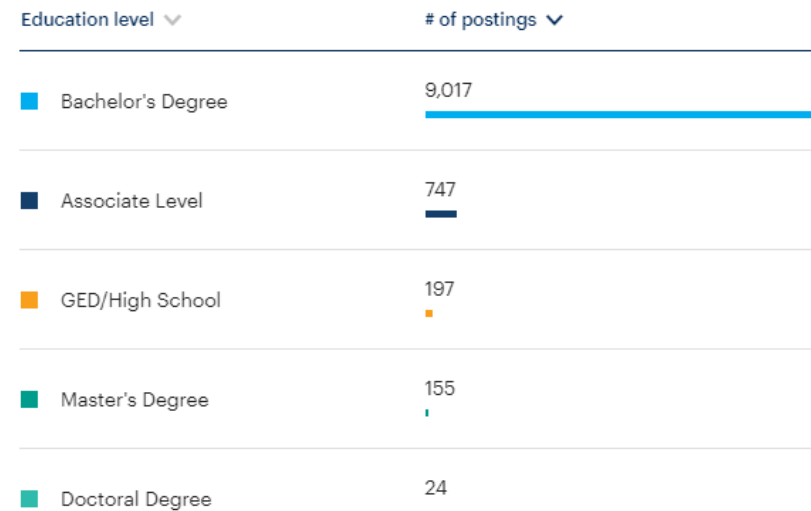 Education level # of postings
Bachelor's Degree 9,017
Associate Level 747
GED/High School 197
Master's Degree 155
Doctoral Degree 24